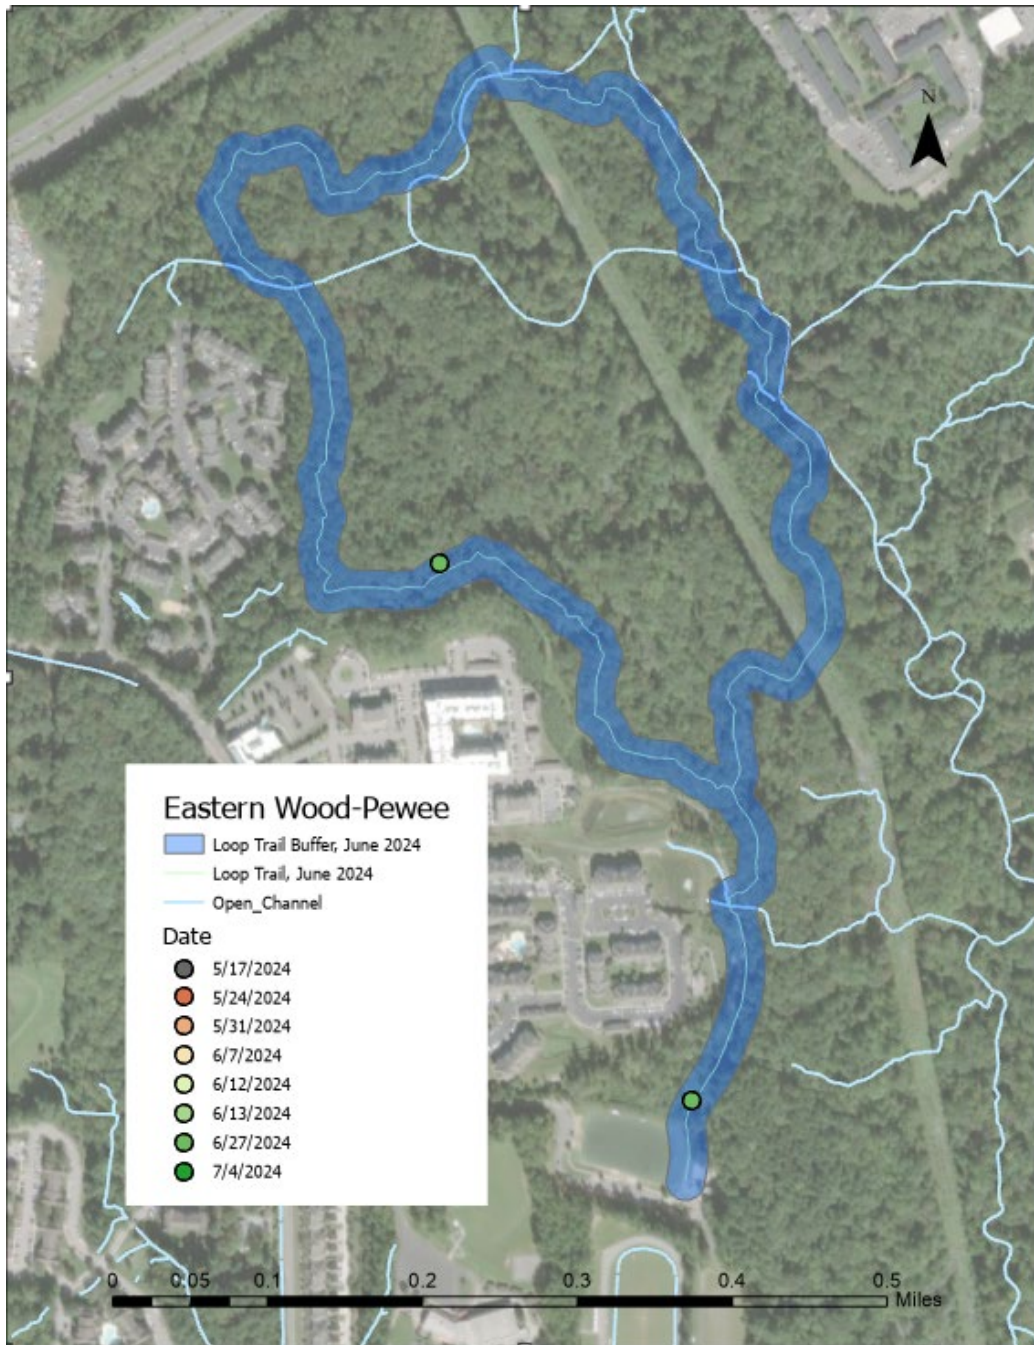 N
Eastern Wood-Pewee
Loop Trail Buffer, June 2024
Loop Trail, June 2024
Open_Channel
Date
5/17/2024
5/24/2024
5/31/2024
6/7/2024
6/12/2024
6/13/2024
6/27/2024
7/4/2024
0 0.05 0.1 0.2 0.3 0.4 0.5
Miles